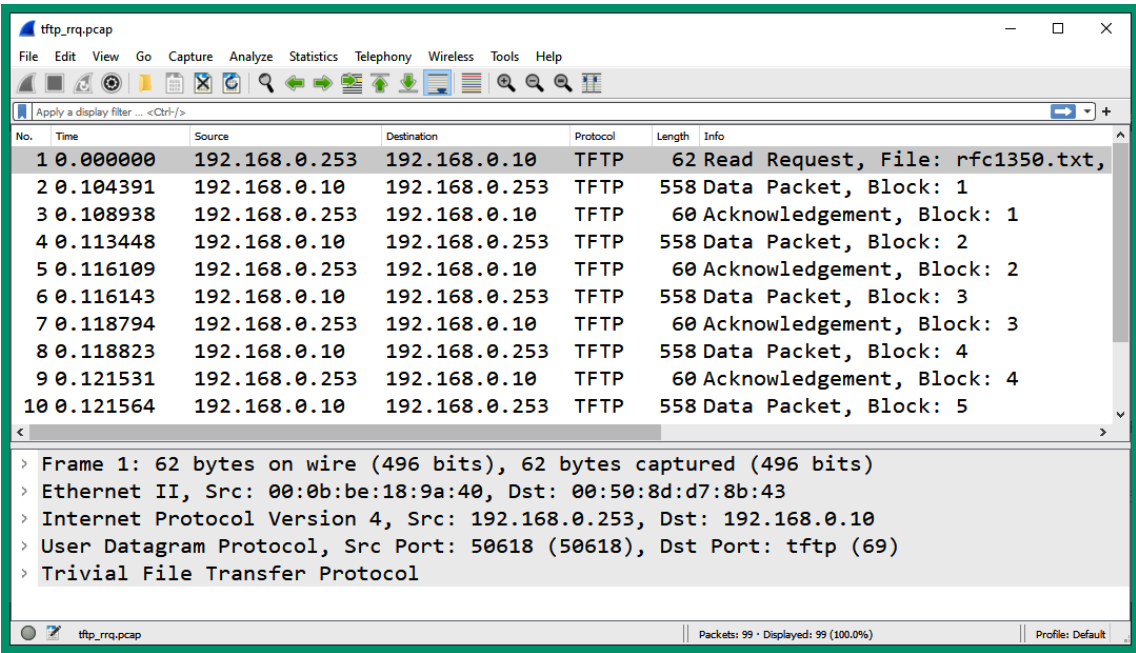 tftp_rrq.pcap
File Edit View Go Capture Analyze Statistics Telephony Wireless Tools Help
Apply a display filter ... <Ctrl-/>
No. Time Source Destination Protocol Length Info
1 0.000000 192.168.0.253 192.168.0.10 TFTP 62 Read Request, File: rfc1350.txt,
2 0.104391 192.168.0.10 192.168.0.253 TFTP 558 Data Packet, Block: 1
3 0.108938 192.168.0.253 192.168.0.10 TFTP 60 Acknowledgement, Block: 1
4 0.113448 192.168.0.10 192.168.0.253 TFTP 558 Data Packet, Block: 2
5 0.116109 192.168.0.253 192.168.0.10 TFTP 60 Acknowledgement, Block: 2
6 0.116143 192.168.0.10 192.168.0.253 TFTP 558 Data Packet, Block: 3
7 0.118794 192.168.0.253 192.168.0.10 TFTP 60 Acknowledgement, Block: 3
8 0.118823 192.168.0.10 192.168.0.253 TFTP 558 Data Packet, Block: 4
9 0.121531 192.168.0.253 192.168.0.10 TFTP 60 Acknowledgement, Block: 4
10 0.121564 192.168.0.10 192.168.0.253 TFTP 558 Data Packet, Block: 5
Frame 1: 62 bytes on wire (496 bits), 62 bytes captured (496 bits)
Ethernet II, Src: 00:0b:be:18:9a:40, Dst: 00:50:8d:d7:8b:43
Internet Protocol Version 4, Src: 192.168.0.253, Dst: 192.168.0.10
User Datagram Protocol, Src Port: 50618 (50618), Dst Port: tftp (69)
Trivial File Transfer Protocol
tftp_rrq.pcap Packets: 99 · Displayed: 99 (100.0%) Profile: Default